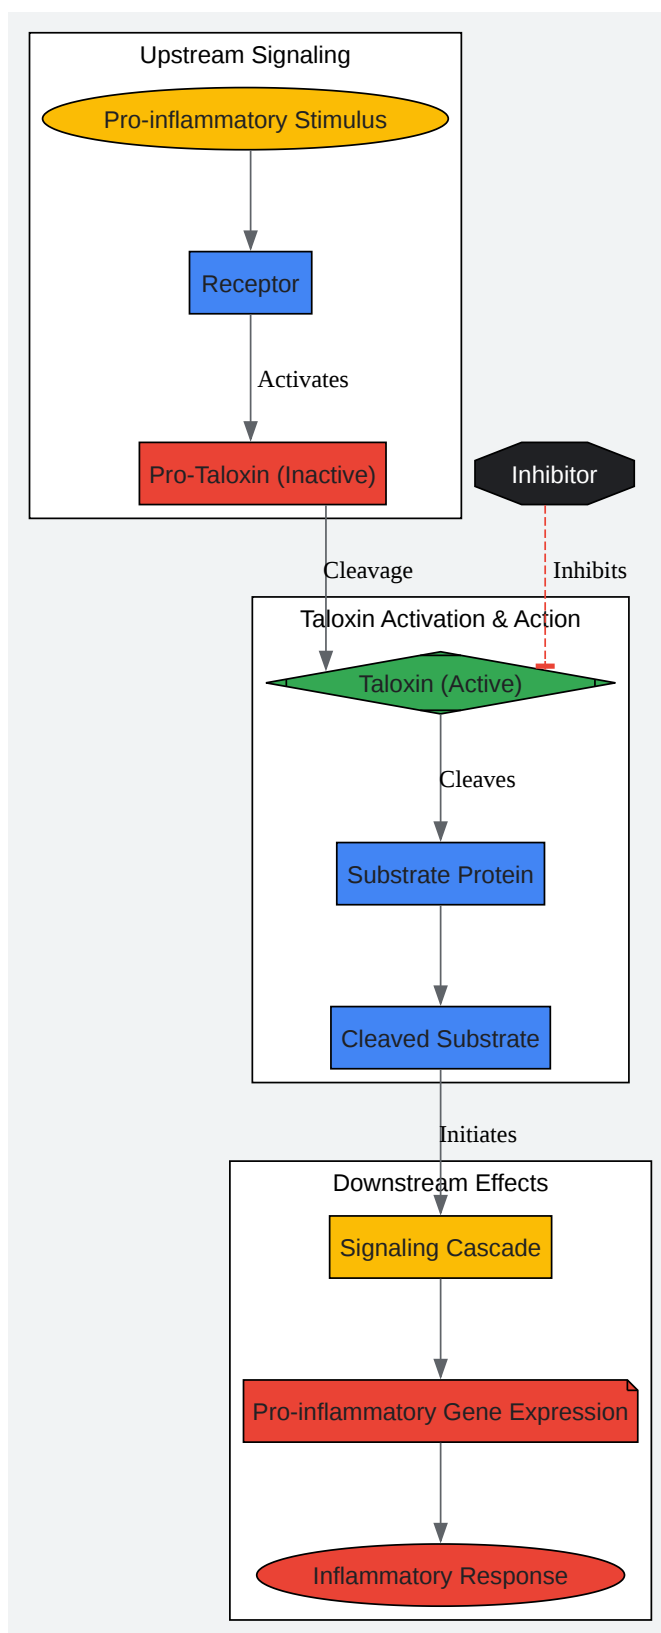 Upstream Signaling
Pro-inflammatory Stimulus
Receptor
Activates
Pro-Taloxin (Inactive)
Inhibitor
Cleavage
Inhibits
Taloxin Activation & Action
Taloxin (Active)
Cleaves
Substrate Protein
Cleaved Substrate
Initiates
Downstream Effects
Signaling Cascade
Pro-inflammatory Gene Expression
Inflammatory Response